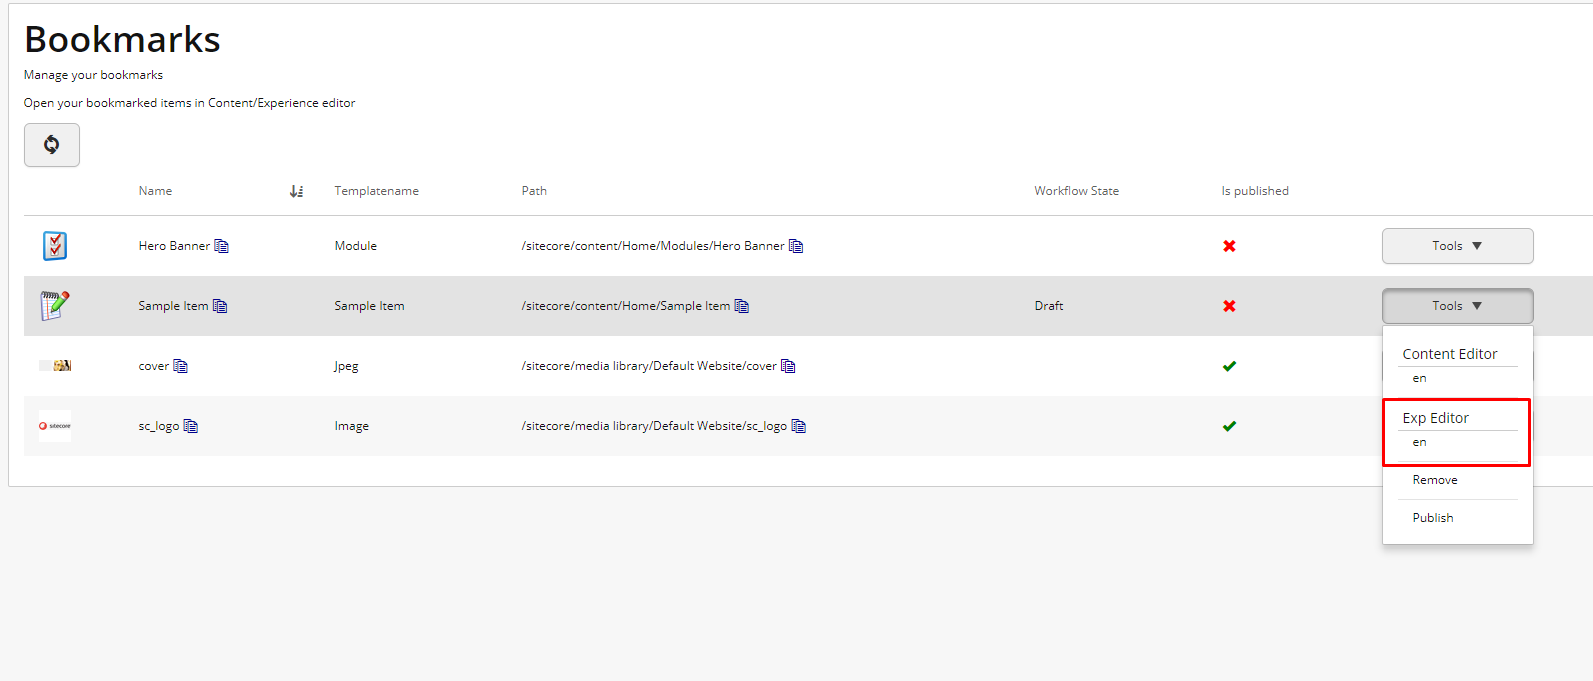 Bookmarks
Manage your bookmarks
Open your bookmarked items in Content/Experience editor
Name Templatename Path Workflow State Is published
Hero Banner Module /sitecore/content/Home/Modules/Hero Banner Tools
Sample Item Sample Item /sitecore/content/Home/Sample Item Draft Tools
cover Jpeg /sitecore/media library/Default Website/cover
sitecore sc_logo Image /sitecore/media library/Default Website/sc_logo
Content Editor
en
Exp Editor
en
Remove
Publish